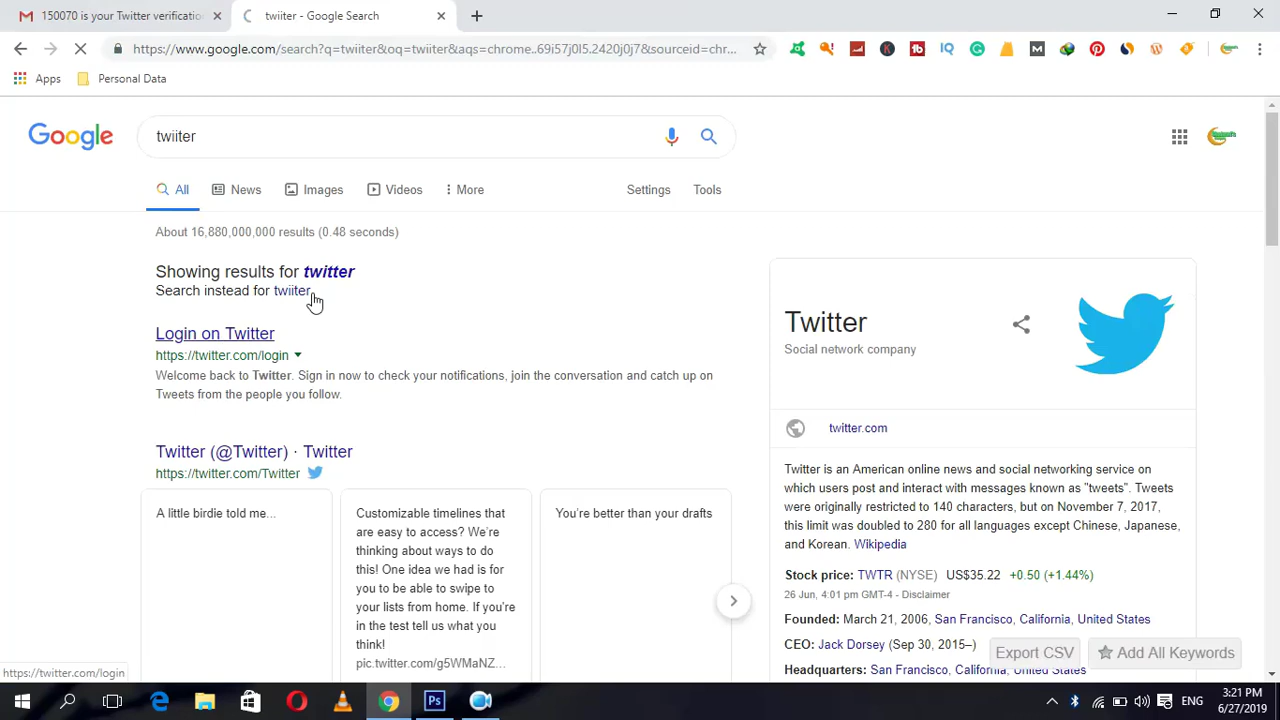 150070 is your Twitter verificatio
twiiter - Google Search
https://www.google.com/search?q=twiiter&oq=twiiter&aqs=chrome..69i57j0l5.2420j0j7&sourceid=chr...
Apps
Personal Data
Google
twiiter
All
News
Images
Videos
More
Settings
Tools
About 16,880,000,000 results (0.48 seconds)
Showing results for twitter
Search instead for twiiter
Login on Twitter
https://twitter.com/login
Welcome back to Twitter. Sign in now to check your notifications, join the conversation and catch up on
Tweets from the people you follow.
Twitter (@Twitter) · Twitter
https://twitter.com/Twitter
A little birdie told me...
Customizable timelines that
are easy to access? We're
thinking about ways to do
this! One idea we had is for
you to be able to swipe to
your lists from home. If you're
in the test tell us what you
think!
pic.twitter.com/g5WMaNZ...
You're better than your drafts
Twitter
Social network company
twitter.com
Twitter is an American online news and social networking service on
which users post and interact with messages known as "tweets". Tweets
were originally restricted to 140 characters, but on November 7, 2017,
this limit was doubled to 280 for all languages except Chinese, Japanese,
and Korean. Wikipedia
Stock price: TWTR (NYSE) US$35.22 +0.50 (+1.44%)
26 Jun, 4:01 pm GMT-4 - Disclaimer
Founded: March 21, 2006, San Francisco, California, United States
CEO: Jack Dorsey (Sep 30, 2015–)
Headquarters: San Francisco, California, United States
Export CSV
Add All Keywords
https://twitter.com/login
ENG
3:21 PM
6/27/2019